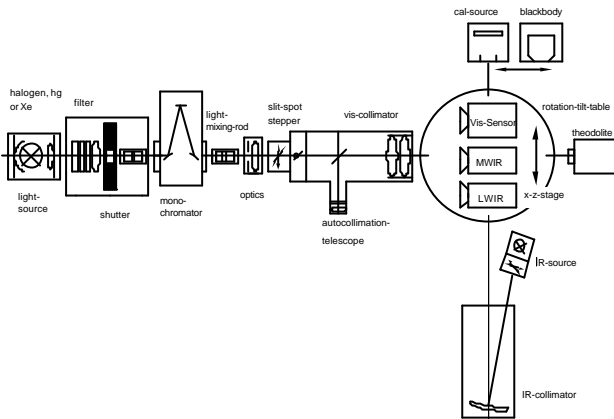 cal-source
blackbody
halogen, hg
or Xe
filter
light-
mixing-rod
slit-spot
stepper
vis-collimator
Vis-Sensor
rotation-tilt-table
theodolite
MWIR
LWIR
x-z-stage
light-
source
shutter
mono-
chromator
optics
autocollimation-
telescope
IR-source
IR-collimator